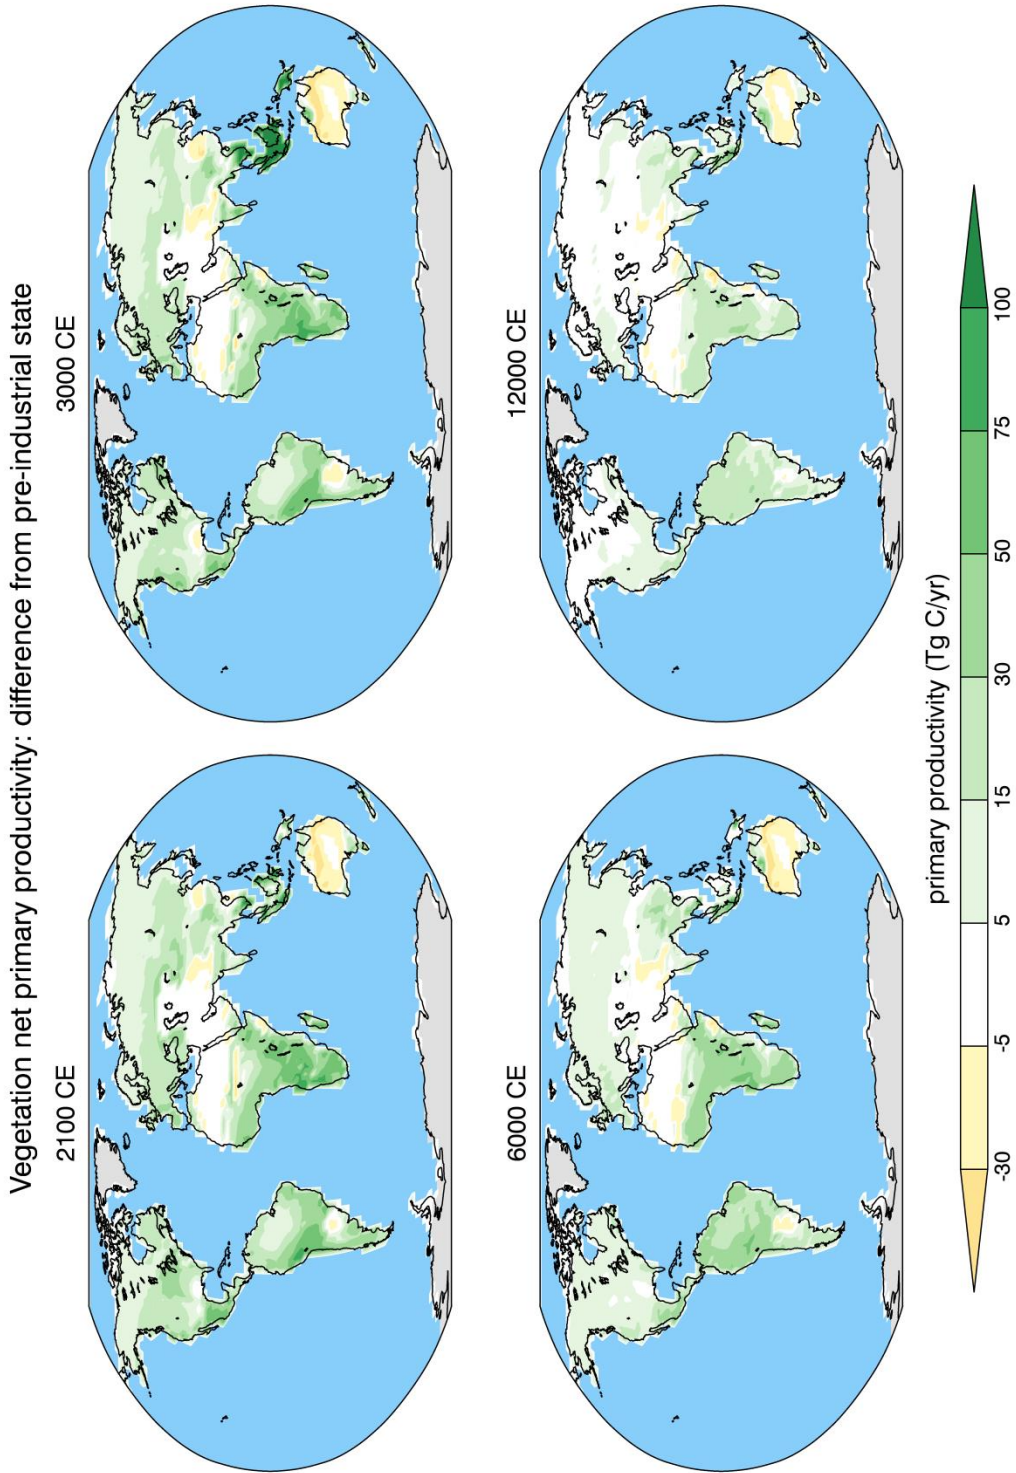 Vegetation net primary productivity: difference from pre-industrial state
2100 CE
3000 CE
6000 CE
12000 CE
primary productivity (Tg C/yr)
-30 -5 5 15 30 50 75 100